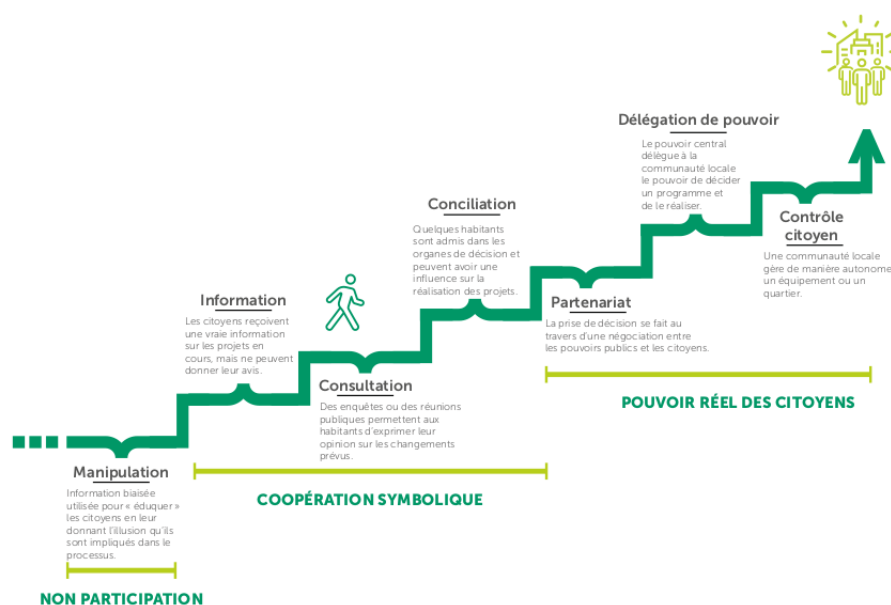 Manipulation
Information biaisée
utilisée pour « éduquer »
les citoyens en leur
donnant l'illusion qu'ils
sont impliqués dans le
processus.
NON PARTICIPATION
Information
Les citoyens reçoivent
une vraie information
sur les projets en
cours, mais ne peuvent
donner leur avis.
Consultation
Des enquêtes ou des réunions
publiques permettent aux
habitants d'exprimer leur
opinion sur les changements
prévus.
Conciliation
Quelques habitants
sont admis dans les
organes de décision et
peuvent avoir une
influence sur la
réalisation des projets.
COOPÉRATION SYMBOLIQUE
Partenariat
La prise de décision se fait au
travers d'une négociation entre
les pouvoirs publics et les citoyens.
Délégation de pouvoir
Le pouvoir central
délègue à la
communauté locale
le pouvoir de décider
un programme et
de le réaliser.
Contrôle
citoyen
Une communauté locale
gère de manière autonome
un équipement ou un
quartier.
POUVOIR RÉEL DES CITOYENS